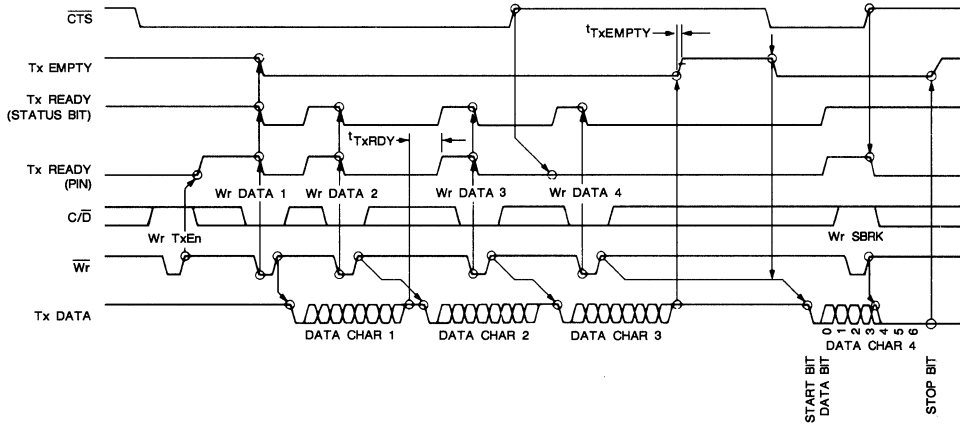 CTS
tTxEMPTY
Tx EMPTY
Tx READY
(STATUS BIT)
tTxRDY
Tx READY
(PIN)
Wr DATA 1
Wr DATA 2
Wr DATA 3
Wr DATA 4
C/D
Wr TxEn
Wr SBRK
Wr
Tx DATA
DATA CHAR 1
DATA CHAR 2
DATA CHAR 3
0 1 2 3 4 5 6
DATA CHAR 4
START BIT
DATA BIT
STOP BIT